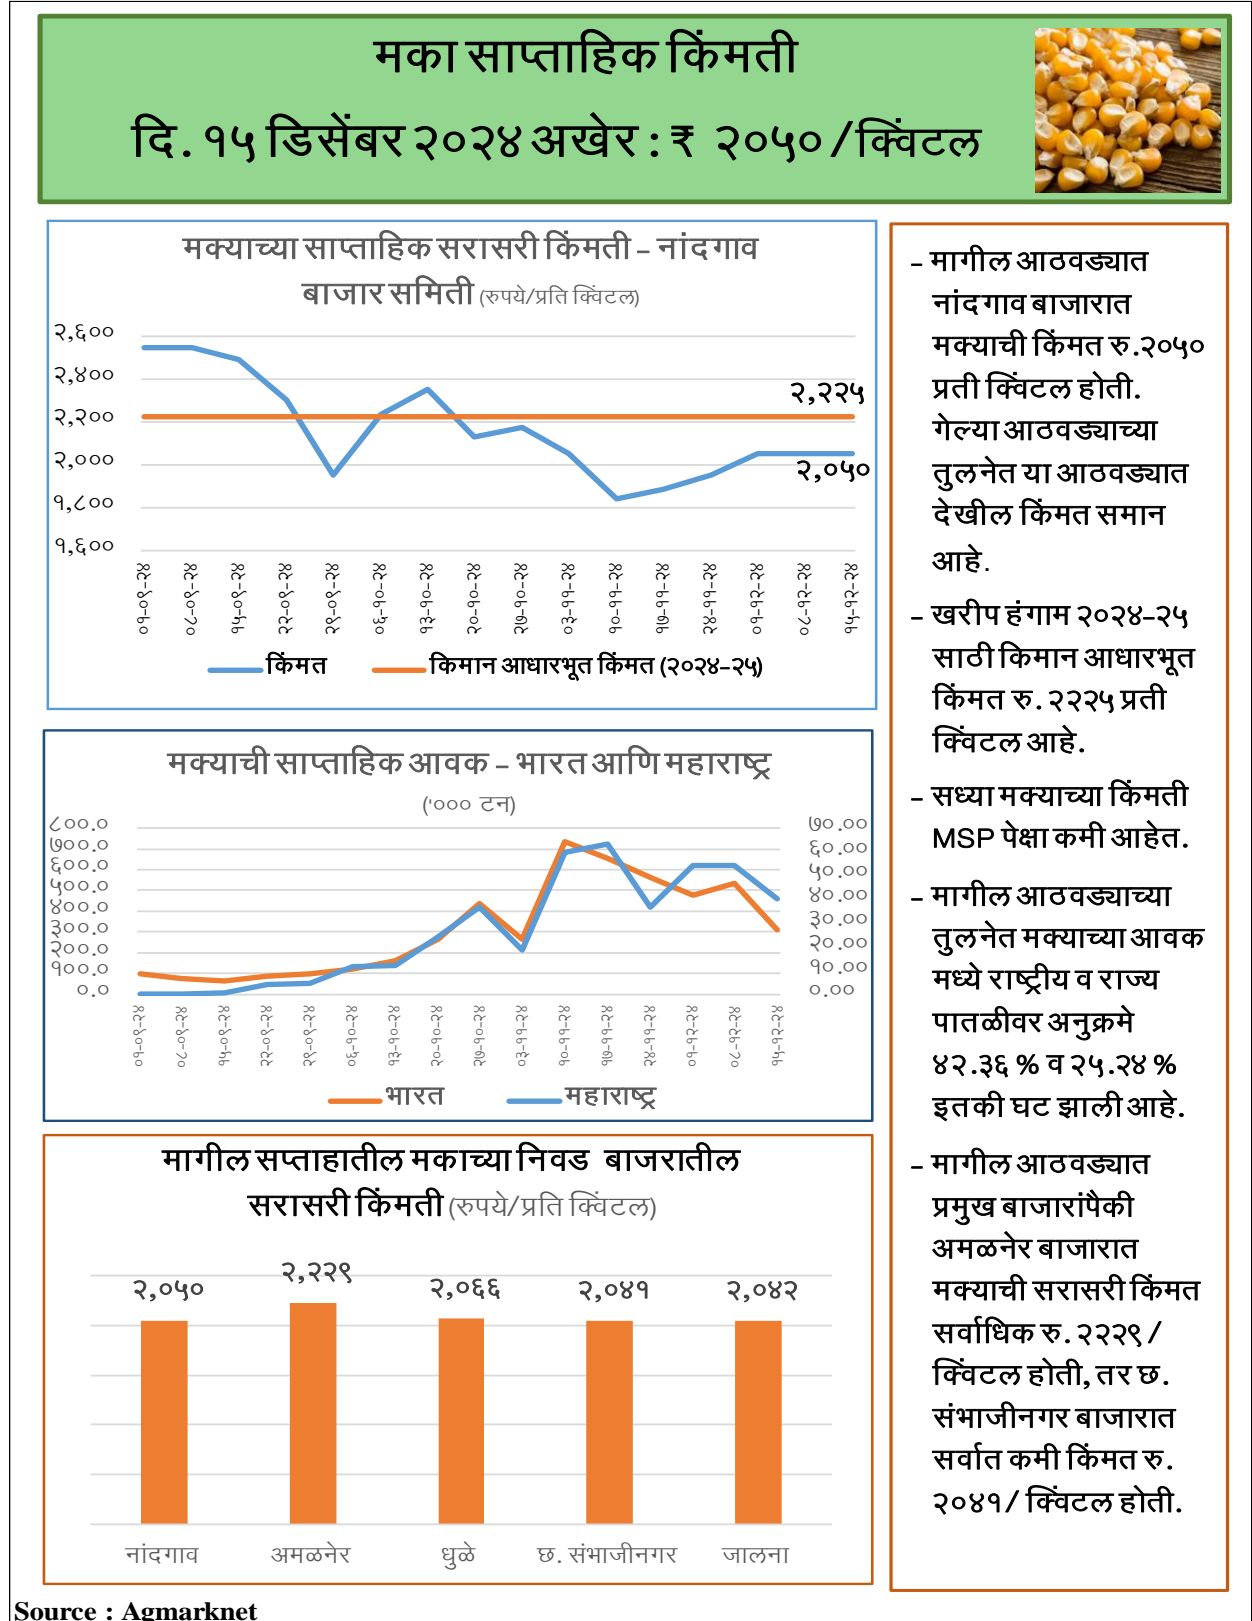 मका साप्ताहिक किंमती
दि. १५ डिसेंबर २०२४ अखेर : ₹ २०५० /क्विंटल
मक्याच्या साप्ताहिक सरासरी किंमती – नांदगाव
बाजार समिती (रुपये/प्रति क्विंटल)
२,६००
२,४००
२,२००
२,०००
१,८००
१,६००
२,२२५
२,०५०
०१-०९-२४
०८-०९-२४
१५-०९-२४
२२-०९-२४
२९-०९-२४
०६-१०-२४
१३-१०-२४
२०-१०-२४
२७-१०-२४
०३-११-२४
१०-११-२४
१७-११-२४
२४-११-२४
०१-१२-२४
०८-१२-२४
१५-१२-२४
किंमत
किमान आधारभूत किंमत (२०२४–२५)
मक्याची साप्ताहिक आवक – भारत आणि महाराष्ट्र
('००० टन)
८००.०
७००.०
६००.०
५००.०
४००.०
३००.०
२००.०
१००.०
०.०
७०.००
६०.००
५०.००
४०.००
३०.००
२०.००
१०.००
०.००
०१-०९-२४
०८-०९-२४
१५-०९-२४
२२-०९-२४
२९-०९-२४
०६-१०-२४
१३-१०-२४
२०-१०-२४
२७-१०-२४
०३-११-२४
१०-११-२४
१७-११-२४
२४-११-२४
०१-१२-२४
०८-१२-२४
१५-१२-२४
भारत
महाराष्ट्र
मागील सप्ताहातील मकाच्या निवड बाजरातील
सरासरी किंमती (रुपये/प्रति क्विंटल)
२,०५०
२,२२९
२,०६६
२,०४१
२,०४२
नांदगाव
अमळनेर
धुळे
छ. संभाजीनगर
जालना
– मागील आठवड्यात
नांदगाव बाजारात
मक्याची किंमत रु.२०५०
प्रती क्विंटल होती.
गेल्या आठवड्याच्या
तुलनेत या आठवड्यात
देखील किंमत समान
आहे.
– खरीप हंगाम २०२४–२५
साठी किमान आधारभूत
किंमत रु. २२२५ प्रती
क्विंटल आहे.
– सध्या मक्याच्या किंमती
MSP पेक्षा कमी आहेत.
– मागील आठवड्याच्या
तुलनेत मक्याच्या आवक
मध्ये राष्ट्रीय व राज्य
पातळीवर अनुक्रमे
४२.३६ % व २५.२४ %
इतकी घट झाली आहे.
– मागील आठवड्यात
प्रमुख बाजारांपैकी
अमळनेर बाजारात
मक्याची सरासरी किंमत
सर्वाधिक रु. २२२९ /
क्विंटल होती, तर छ.
संभाजीनगर बाजारात
सर्वात कमी किंमत रु.
२०४१/ क्विंटल होती.
Source : Agmarknet